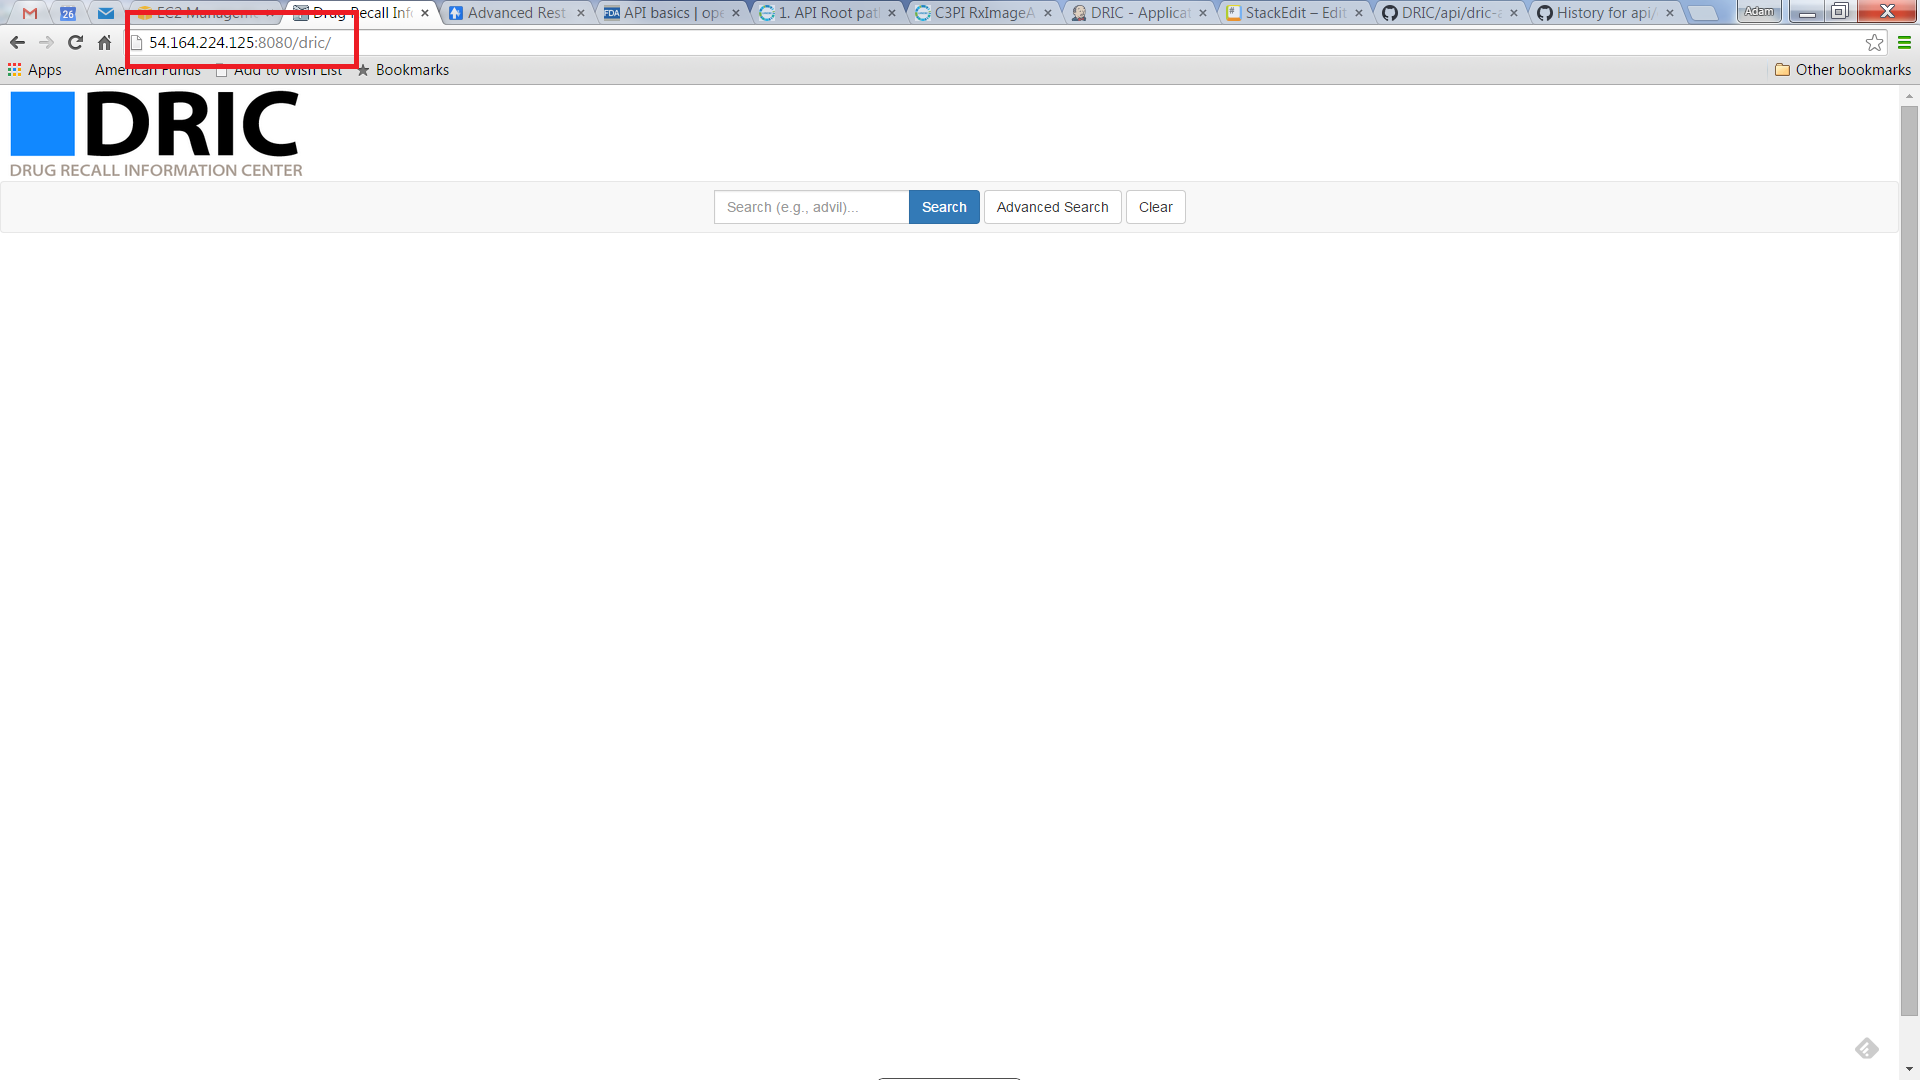 26 EC2 Manageme Drug Recall Inf Advanced Rest FDA API basics | ope 1. API Root pat C3PI RxImageA DRIC - Applicat StackEdit – Edit DRIC/api/dric-a History for api/ Adam
54.164.224.125:8080/dric/
Apps American Funds Add to Wish List Bookmarks Other bookmarks
DRIC
DRUG RECALL INFORMATION CENTER
Search (e.g., advil)... Search Advanced Search Clear